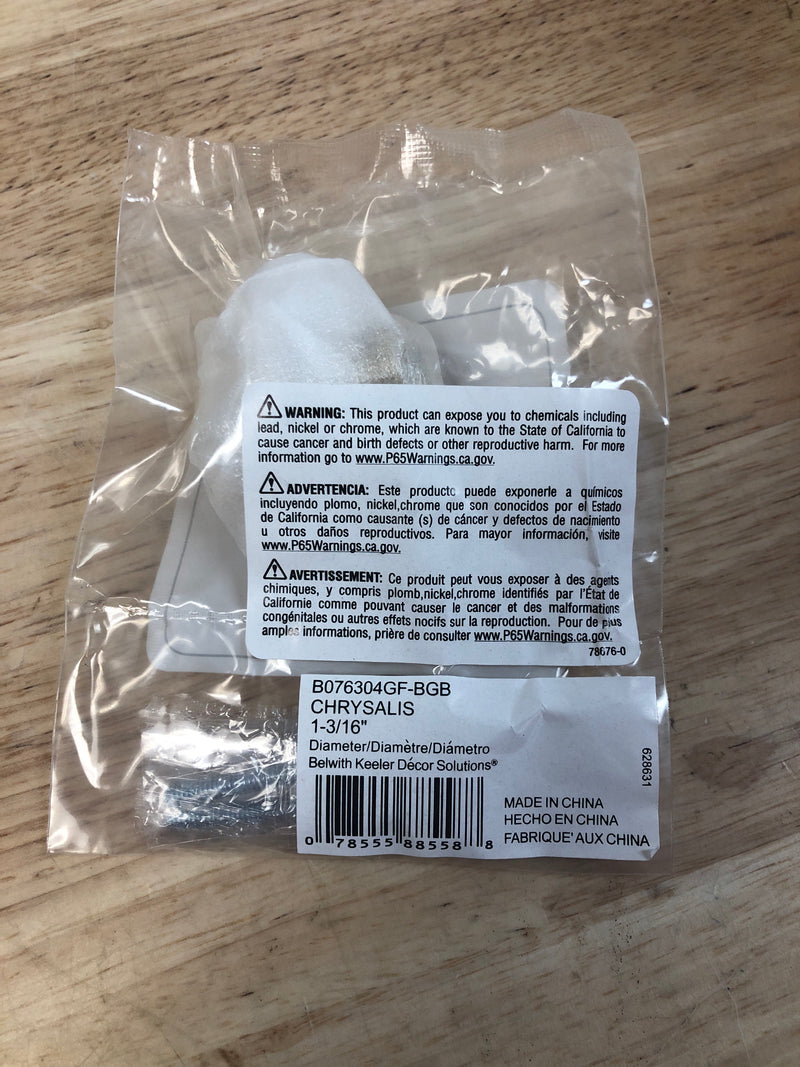 WARNING: This product can expose you to chemicals including
lead, nickel or chrome, which are known to the State of California to
cause cancer and birth defects or other reproductive harm. For more
information go to www.P65Warnings.ca.gov.
ADVERTENCIA: Este producto puede exponerle a químicos
incluyendo plomo, nickel,chrome que son conocidos por el Estado
de California como causante (s) de cáncer y defectos de nacimiento
u otros daños reproductivos. Para mayor información, visite
www.P65Warnings.ca.gov.
AVERTISSEMENT: Ce produit peut vous exposer à des agents
chimiques, y compris plomb,nickel,chrome identifiés par l'État de
Californie comme pouvant causer le cancer et des malformations
congénitales ou autres effets nocifs sur la reproduction. Pour de plus
amples informations, prière de consulter www.P65Warnings.ca.gov.
78676-0
B076304GF-BGB
CHRYSALIS
1-3/16"
Diameter/Diamètre/Diámetro
Belwith Keeler Décor Solutions®
628631
MADE IN CHINA
HECHO EN CHINA
FABRIQUE' AUX CHINA
0 78555 88558 8